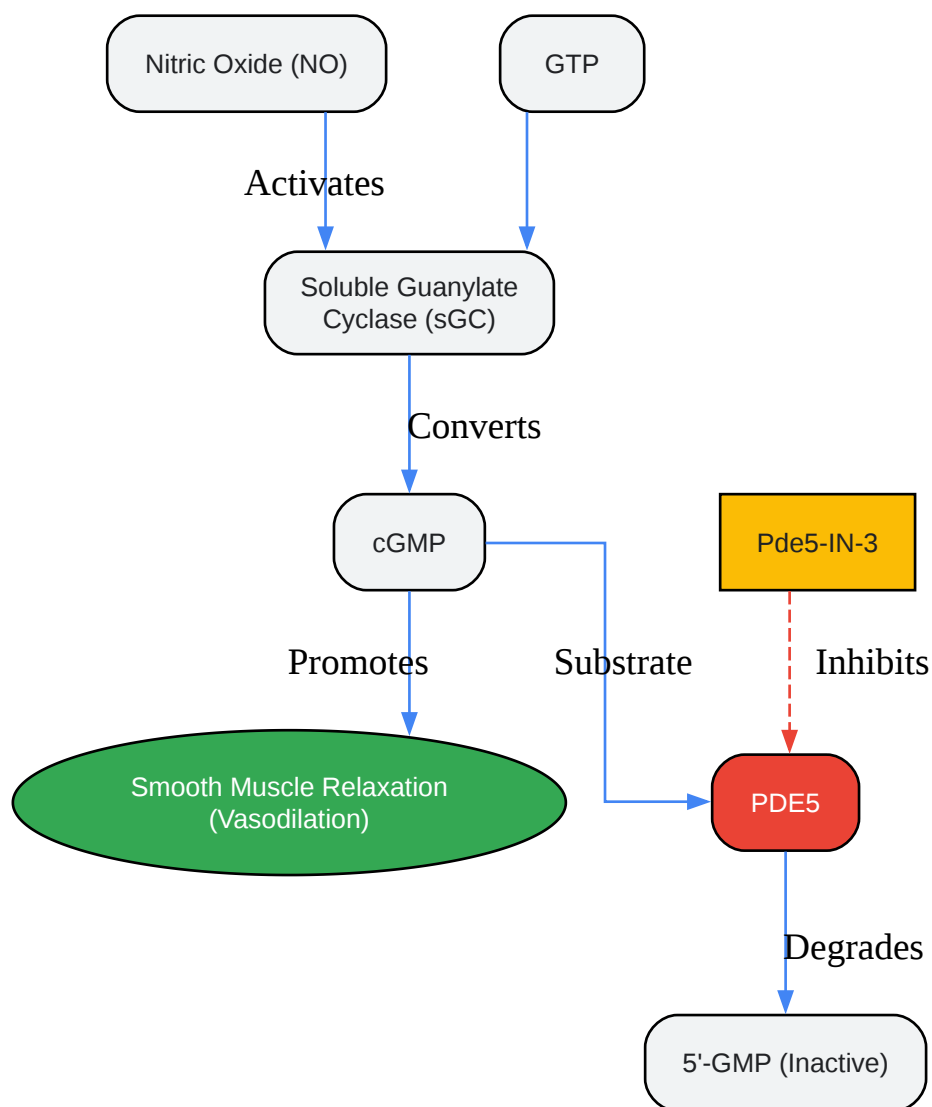 Nitric Oxide (NO)
GTP
Activates
Soluble Guanylate
Cyclase (sGC)
Converts
cGMP
Pde5-IN-3
Promotes
Substrate
Inhibits
Smooth Muscle Relaxation
(Vasodilation)
PDE5
Degrades
5'-GMP (Inactive)